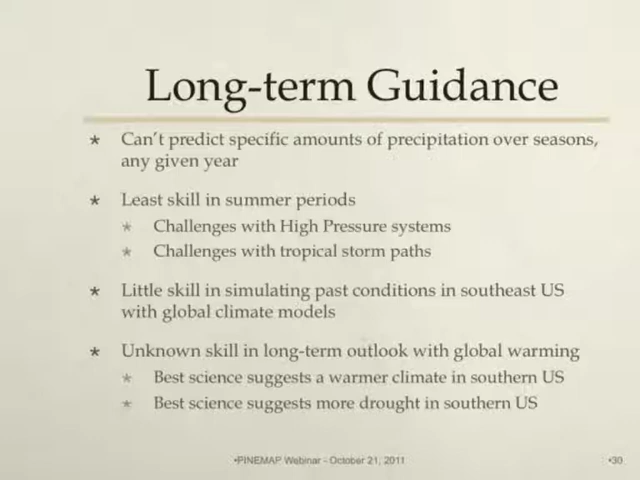 Long-term Guidance
* Can't predict specific amounts of precipitation over seasons,
any given year
* Least skill in summer periods
* Challenges with High Pressure systems
* Challenges with tropical storm paths
* Little skill in simulating past conditions in southeast US
with global climate models
* Unknown skill in long-term outlook with global warming
* Best science suggests a warmer climate in southern US
* Best science suggests more drought in southern US
•PINEMAP Webinar - October 21, 2011 •30